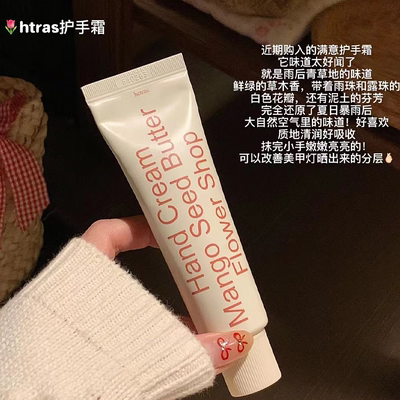 🌷htras护手霜
近期购入的满意护手霜
它味道太好闻了
就是雨后青草地的味道
鲜绿的草木香，带着雨珠和露珠的
白色花瓣，还有泥土的芬芳
完全还原了夏日暴雨后
大自然空气里的味道！好喜欢
质地清润好吸收
抹完小手嫩嫩亮亮的！
可以改善美甲灯晒出来的分层🫰🏻
Hand Cream
Mango Seed Butter
Flower Shop